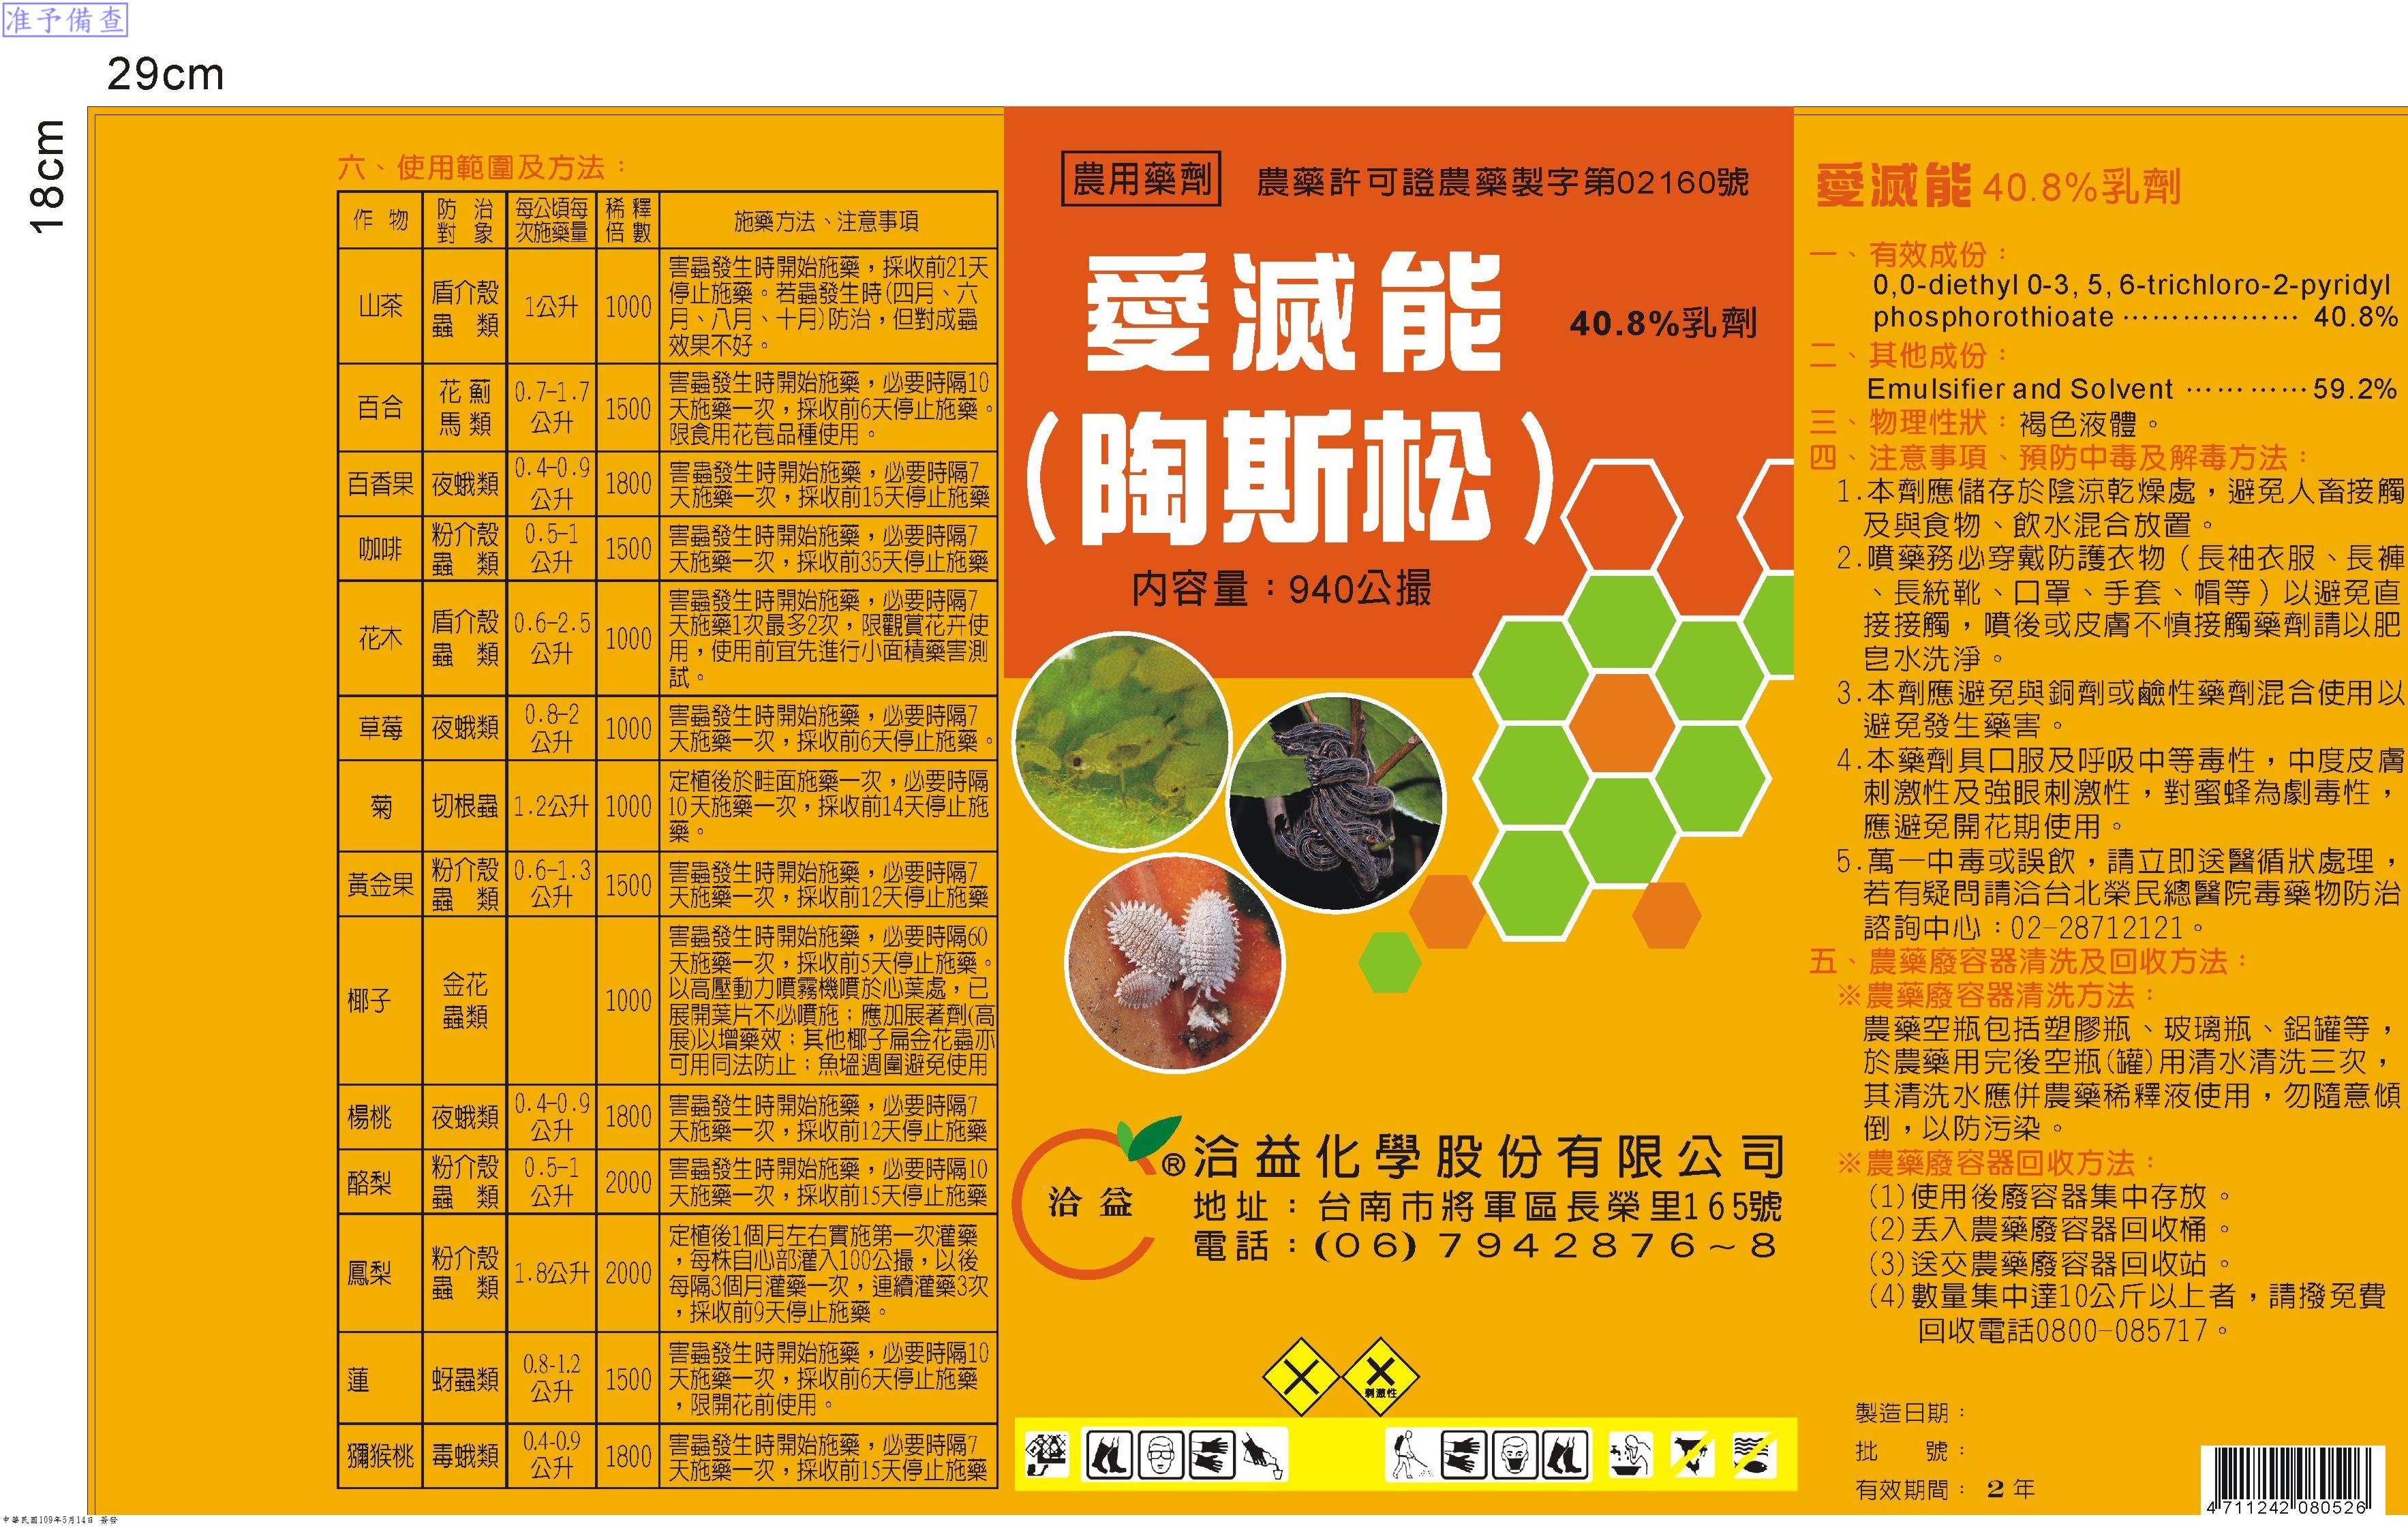 准予備查
29cm
18cm
六、使用範圍及方法：
作物 防治對象 每公頃每次施藥量 稀釋倍數 施藥方法、注意事項
山茶 盾介殼蟲類 1公升 1000
害蟲發生時開始施藥，採收前21天
停止施藥。若蟲發生時(四月、六
月、八月、十月)防治，但對成蟲
效果不好。
百合 花薊馬類 0.7-1.7公升 1500
害蟲發生時開始施藥，必要時隔10
天施藥一次，採收前6天停止施藥。
限食用花苞品種使用。
百香果 夜蛾類 0.4-0.9公升 1800
害蟲發生時開始施藥，必要時隔7
天施藥一次，採收前15天停止施藥
咖啡 粉介殼蟲類 0.5-1公升 1500
害蟲發生時開始施藥，必要時隔7
天施藥一次，採收前35天停止施藥
花木 盾介殼蟲類 0.6-2.5公升 1000
害蟲發生時開始施藥，必要時隔7
天施藥1次最多2次，限觀賞花卉使
用，使用前宜先進行小面積藥害測
試。
草莓 夜蛾類 0.8-2公升 1000
害蟲發生時開始施藥，必要時隔7
天施藥一次，採收前6天停止施藥。
菊 切根蟲 1.2公升 1000
定植後於畦面施藥一次，必要時隔
10天施藥一次，採收前14天停止施
藥。
黃金果 粉介殼蟲類 0.6-1.3公升 1500
害蟲發生時開始施藥，必要時隔7
天施藥一次，採收前12天停止施藥
椰子 金花蟲類 1000
害蟲發生時開始施藥，必要時隔60
天施藥一次，採收前5天停止施藥。
以高壓動力噴霧機噴於心葉處，已
展開葉片不必噴施；應加展著劑(高
展)以增藥效；其他椰子扁金花蟲亦
可用同法防止；魚塭週圍避免使用
楊桃 夜蛾類 0.4-0.9公升 1800
害蟲發生時開始施藥，必要時隔7
天施藥一次，採收前12天停止施藥
酪梨 粉介殼蟲類 0.5-1公升 2000
害蟲發生時開始施藥，必要時隔10
天施藥一次，採收前15天停止施藥
鳳梨 粉介殼蟲類 1.8公升 2000
定植後1個月左右實施第一次灌藥
，每株自心部灌入100公撮，以後
每隔3個月灌藥一次，連續灌藥3次
，採收前9天停止施藥。
蓮 蚜蟲類 0.8-1.2公升 1500
害蟲發生時開始施藥，必要時隔10
天施藥一次，採收前6天停止施藥
，限開花前使用。
獼猴桃 毒蛾類 0.4-0.9公升 1800
害蟲發生時開始施藥，必要時隔7
天施藥一次，採收前15天停止施藥
農用藥劑 農藥許可證農藥製字第02160號
愛滅能
40.8%乳劑
(陶斯松)
内容量：940公撮
洽益
®洽益化學股份有限公司
地址：台南市將軍區長榮里165號
電話：(06)7942876~8
刺激性
愛滅能 40.8%乳劑
一、有效成份：
0,0-diethyl 0-3, 5, 6-trichloro-2-pyridyl
phosphorothioate ……………… 40.8%
二、其他成份：
Emulsifier and Solvent …………59.2%
三、物理性狀：褐色液體。
四、注意事項、預防中毒及解毒方法：
1.本劑應儲存於陰涼乾燥處，避免人畜接觸
及與食物、飲水混合放置。
2.噴藥務必穿戴防護衣物（長袖衣服、長褲
、長統靴、口罩、手套、帽等）以避免直
接接觸，噴後或皮膚不慎接觸藥劑請以肥
皂水洗淨。
3.本劑應避免與銅劑或鹼性藥劑混合使用以
避免發生藥害。
4.本藥劑具口服及呼吸中等毒性，中度皮膚
刺激性及強眼刺激性，對蜜蜂為劇毒性，
應避免開花期使用。
5.萬一中毒或誤飲，請立即送醫循狀處理，
若有疑問請洽台北榮民總醫院毒藥物防治
諮詢中心：02-28712121。
五、農藥廢容器清洗及回收方法：
※農藥廢容器清洗方法：
農藥空瓶包括塑膠瓶、玻璃瓶、鋁罐等，
於農藥用完後空瓶(罐)用清水清洗三次，
其清洗水應併農藥稀釋液使用，勿隨意傾
倒，以防污染。
※農藥廢容器回收方法：
(1)使用後廢容器集中存放。
(2)丟入農藥廢容器回收桶。
(3)送交農藥廢容器回收站。
(4)數量集中達10公斤以上者，請撥免費
回收電話0800-085717。
製造日期：
批 號：
有效期間：2年
4 711242 080526
中華民國109年5月14日 簽發